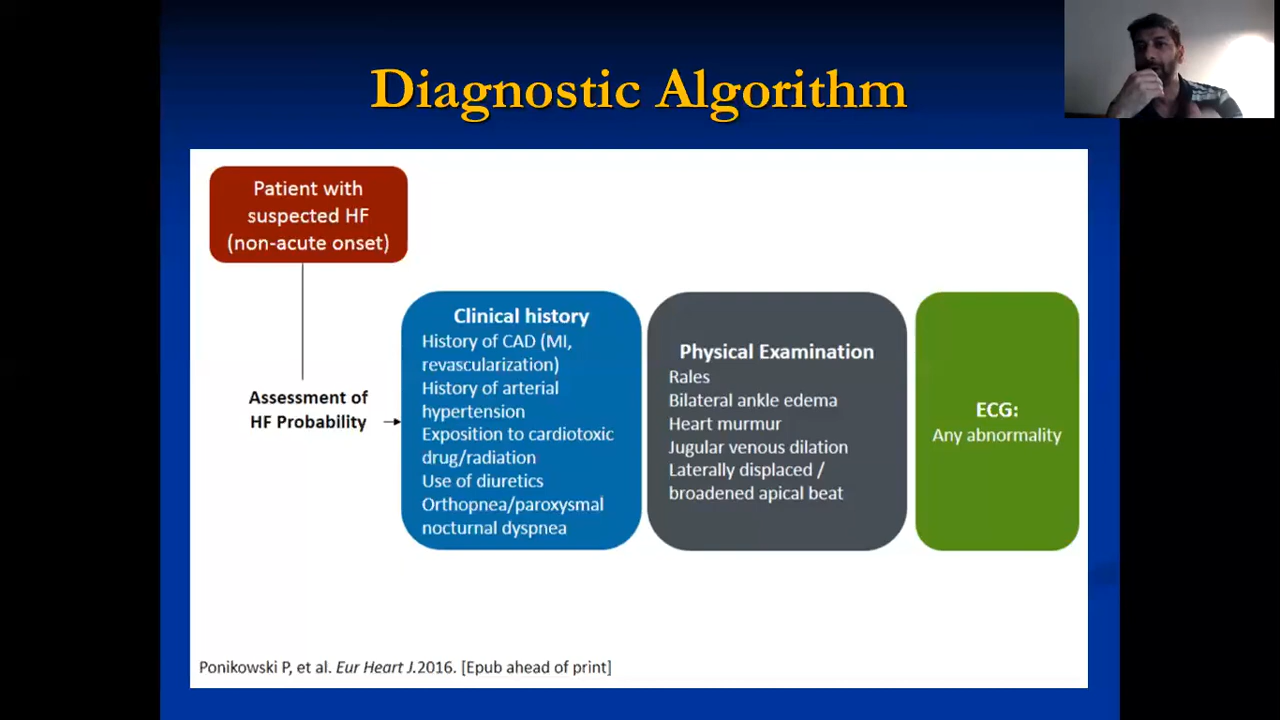 Diagnostic Algorithm
Patient with
suspected HF
(non-acute onset)
Assessment of
HF Probability
Clinical history
History of CAD (MI,
revascularization)
History of arterial
hypertension
Exposition to cardiotoxic
drug/radiation
Use of diuretics
Orthopnea/paroxysmal
nocturnal dyspnea
Physical Examination
Rales
Bilateral ankle edema
Heart murmur
Jugular venous dilation
Laterally displaced /
broadened apical beat
ECG:
Any abnormality
Ponikowski P, et al. Eur Heart J.2016. [Epub ahead of print]